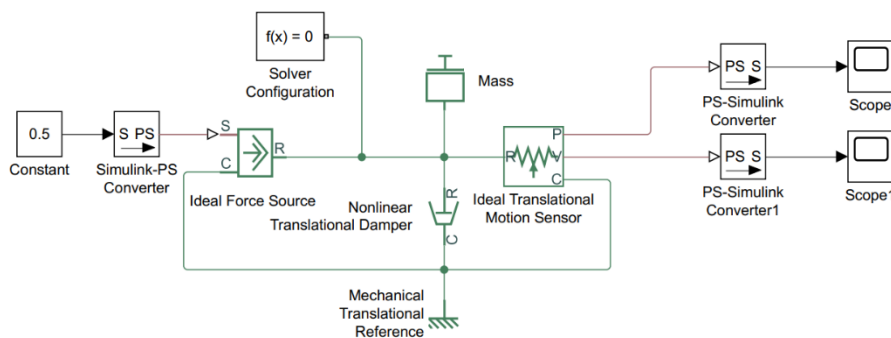 f(x) = 0
Solver
Configuration
Mass
PS S
PS-Simulink
Converter
Scope
0.5
Constant
S PS
Simulink-PS
Converter
S
C
R
Ideal Force Source
Nonlinear
Translational Damper
R
C
R
P
V
C
Ideal Translational
Motion Sensor
PS S
PS-Simulink
Converter1
Scope1
Mechanical
Translational
Reference